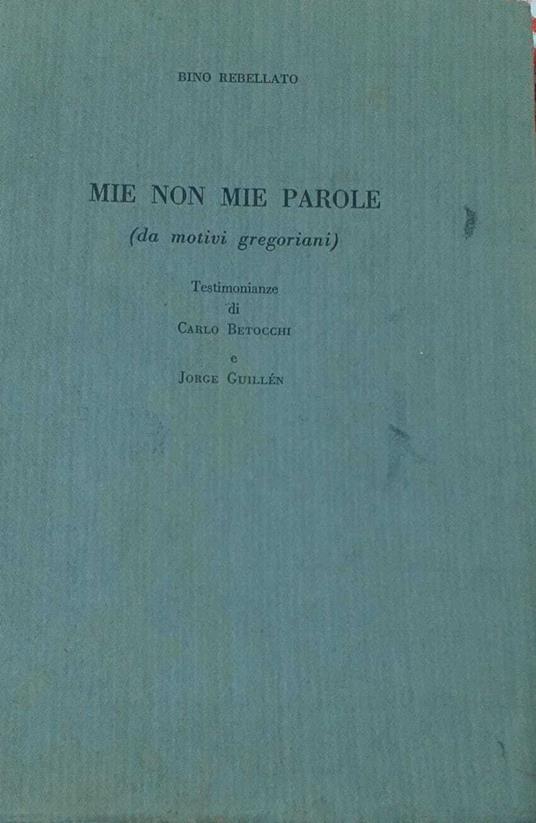 BINO REBELLATO
MIE NON MIE PAROLE
(da motivi gregoriani)
Testimonianze
di
CARLO BETOCCHI
e
JORGE GUILLÉN